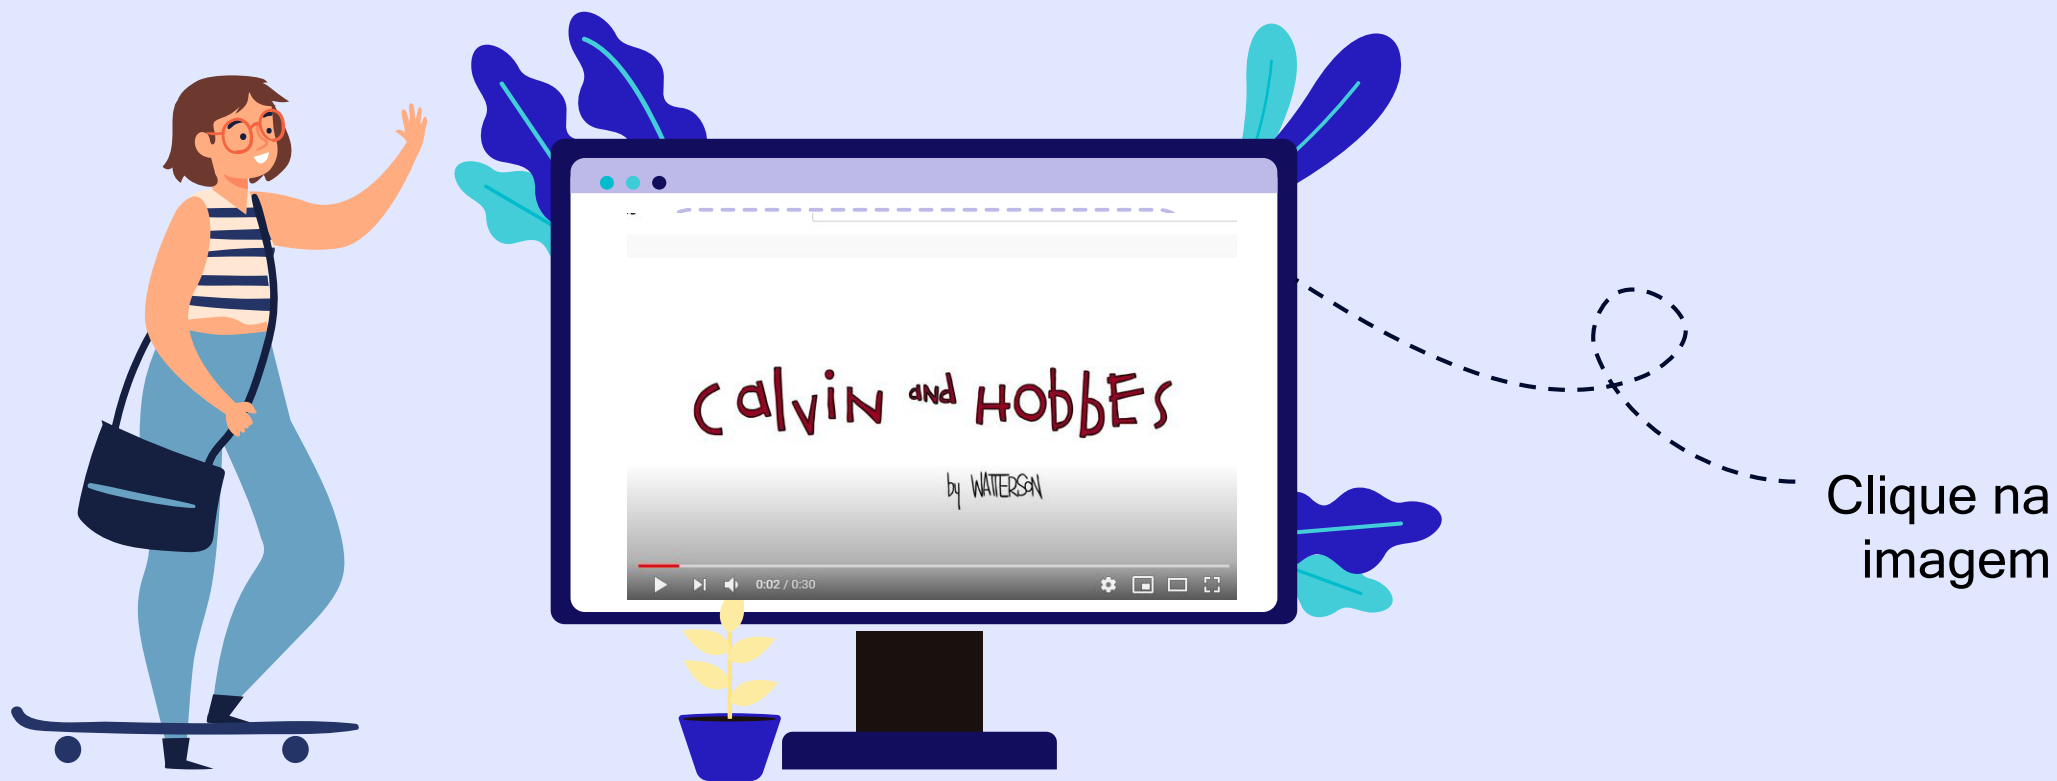 Calvin and Hobbes
by WATTERSON
0:02 / 0:30
Clique na
imagem